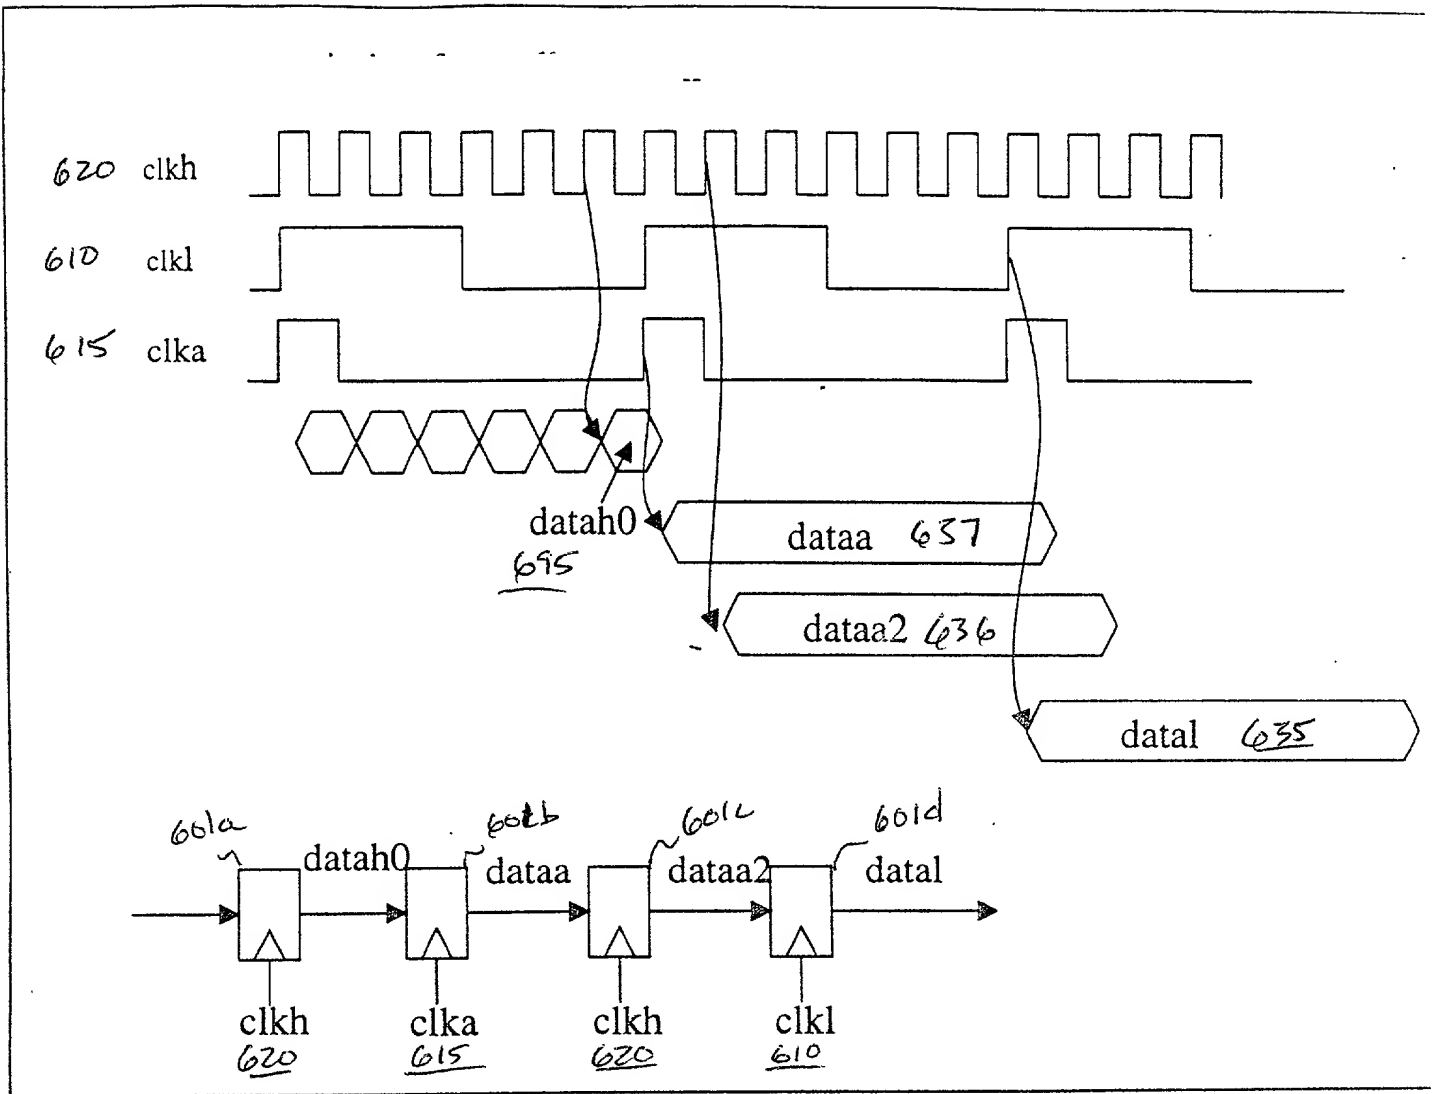 620 clkh
610 clkl
615 clka
datah0
695
dataa 637
dataa2 636
datal 635
601a
601b
601c
601d
datah0
dataa
dataa2
datal
clkh
clka
clkh
clkl
620
615
620
610